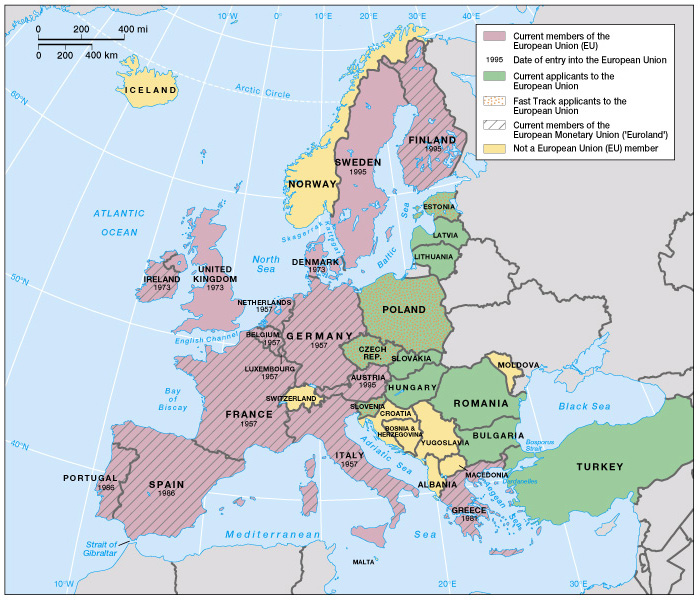 10°W
0°
10°E
20°E
30°E
40°E
0 200 400 mi
0 200 400 km
Current members of the
European Union (EU)
1995 Date of entry into the European Union
Current applicants to the
European Union
Fast Track applicants to the
European Union
Current members of the
European Monetary Union ('Euroland')
Not a European Union (EU) member
60°N
ICELAND
Arctic Circle
FINLAND
1995
SWEDEN
1995
NORWAY
ATLANTIC
OCEAN
ESTONIA
Skagerrak
Kattegat
Baltic
Sea
LATVIA
LITHUANIA
North
Sea
DENMARK
1973
UNITED
KINGDOM
1973
IRELAND
1973
50°N
NETHERLANDS
1957
POLAND
English Channel
BELGIUM
1957
GERMANY
1957
CZECH
REP.
SLOVAKIA
LUXEMBOURG
1957
MOLDOVA
AUSTRIA
1995
HUNGARY
Bay
of
Biscay
SWITZERLAND
SLOVENIA
ROMANIA
CROATIA
Black Sea
FRANCE
1957
BOSNIA &
HERZEGOVINA
YUGOSLAVIA
BULGARIA
Bosporus
Strait
40°N
Adriatic Sea
ITALY
1957
TURKEY
PORTUGAL
1986
SPAIN
1986
ALBANIA
MACEDONIA
Dardanelles
Aegean Sea
GREECE
1981
Strait of
Gibraltar
Mediterranean
Sea
MALTA
10°W
0°
10°E
20°E
30°E